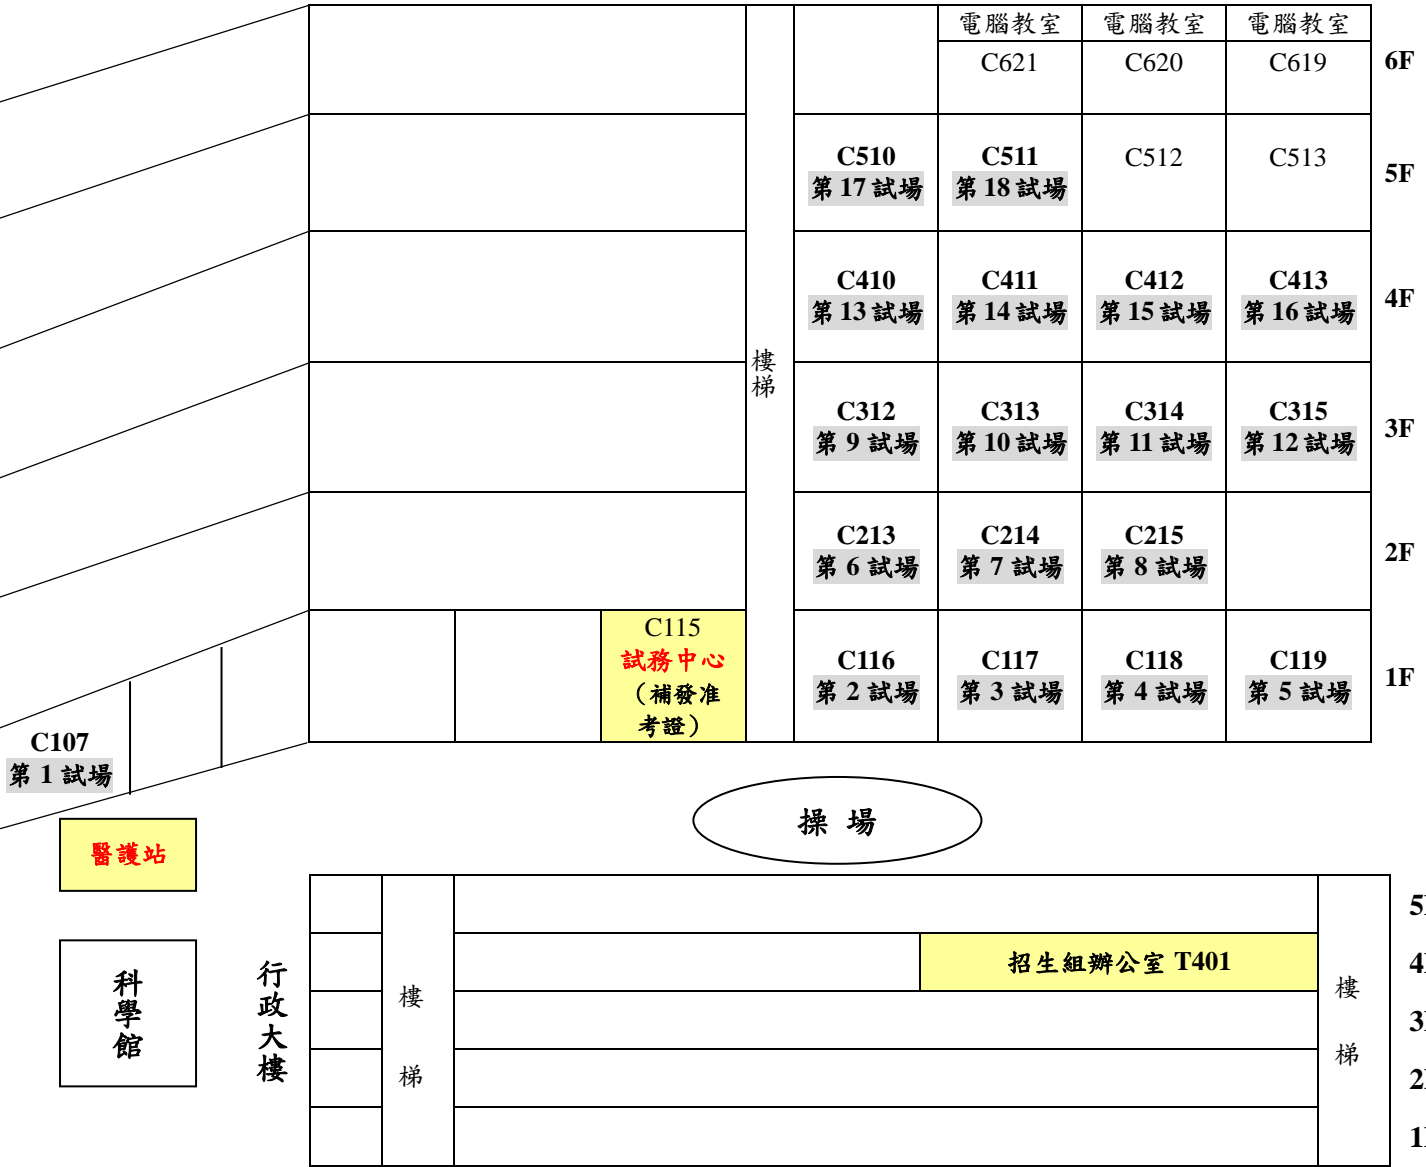 電腦教室 電腦教室 電腦教室
C621 C620 C619 6F
C510 C511 C512 C513 5F
第 17 試場 第 18 試場
C410 C411 C412 C413 4F
第 13 試場 第 14 試場 第 15 試場 第 16 試場
樓梯
C312 C313 C314 C315 3F
第 9 試場 第 10 試場 第 11 試場 第 12 試場
C213 C214 C215 2F
第 6 試場 第 7 試場 第 8 試場
C115
試務中心
（補發准
考證）
C116 C117 C118 C119 1F
第 2 試場 第 3 試場 第 4 試場 第 5 試場
C107
第 1 試場
操 場
醫護站
科學館
行政大樓
樓 梯
招生組辦公室 T401
樓 梯
5
4
3
2
1